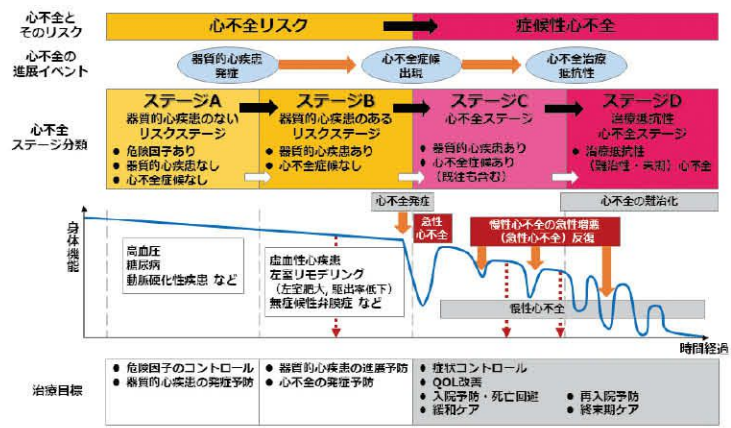 心不全と
そのリスク
心不全リスク
症候性心不全
心不全の
進展イベント
器質的心疾患
発症
心不全症候
出現
心不全治療
抵抗性
心不全
ステージ分類
ステージA
器質的心疾患のない
リスクステージ
● 危険因子あり
● 器質的心疾患なし
● 心不全症候なし
ステージB
器質的心疾患のある
リスクステージ
● 器質的心疾患あり
● 心不全症候なし
ステージC
心不全ステージ
● 器質的心疾患あり
● 心不全症候あり
(既往も含む)
ステージD
治療抵抗性
心不全ステージ
● 治療抵抗性
(難治性・末期)心不全
身体機能
高血圧
糖尿病
動脈硬化性疾患 など
虚血性心疾患
左室リモデリング
(左室肥大, 駆出率低下)
無症候性弁膜症 など
心不全発症
急性
心不全
慢性心不全の急性増悪
(急性心不全)反復
心不全の難治化
慢性心不全
時間経過
治療目標
● 危険因子のコントロール
● 器質的心疾患の発症予防
● 器質的心疾患の進展予防
● 心不全の発症予防
● 症状コントロール
● QOL改善
● 入院予防・死亡回避
● 緩和ケア
● 再入院予防
● 終末期ケア